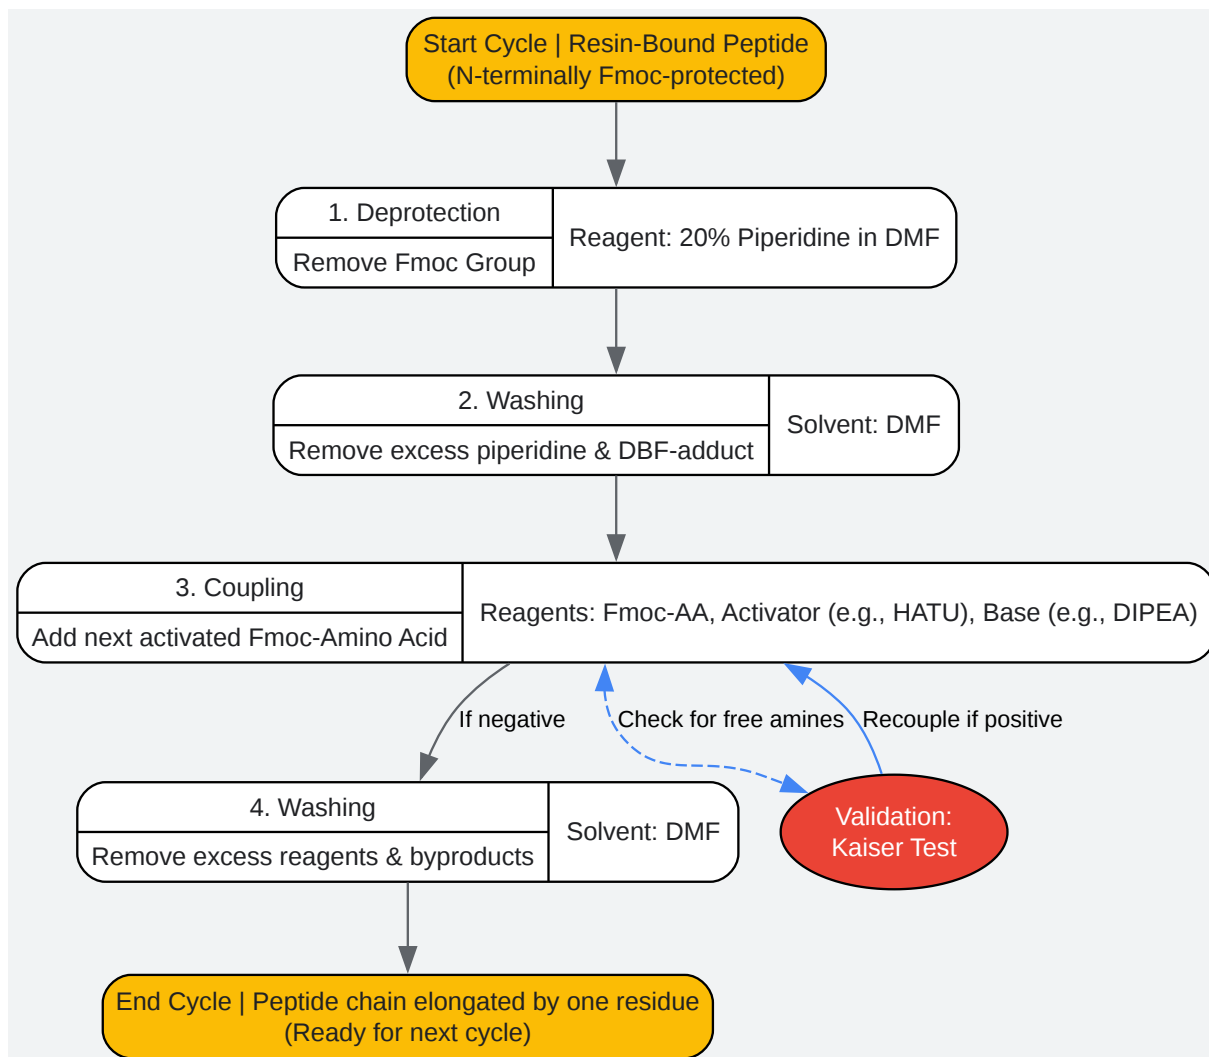 Start Cycle | Resin-Bound Peptide
(N-terminally Fmoc-protected)
1. Deprotection
Remove Fmoc Group
Reagent: 20% Piperidine in DMF
2. Washing
Remove excess piperidine & DBF-adduct
Solvent: DMF
3. Coupling
Add next activated Fmoc-Amino Acid
Reagents: Fmoc-AA, Activator (e.g., HATU), Base (e.g., DIPEA)
If negative
Check for free amines
Recouple if positive
4. Washing
Remove excess reagents & byproducts
Solvent: DMF
Validation:
Kaiser Test
End Cycle | Peptide chain elongated by one residue
(Ready for next cycle)